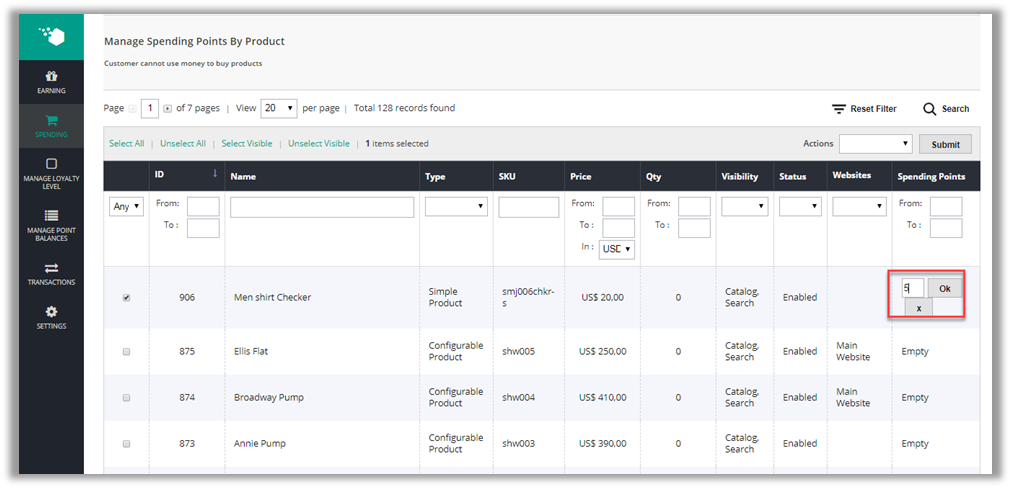 Manage Spending Points By Product
Customer cannot use money to buy products
EARNING
SPENDING
MANAGE LOYALTY
LEVEL
MANAGE POINT
BALANCES
TRANSACTIONS
SETTINGS
Page 1 of 7 pages | View 20 per page | Total 128 records found
Reset Filter Search
Select All | Unselect All | Select Visible | Unselect Visible | 1 items selected
Actions Submit
ID Name Type SKU Price Qty Visibility Status Websites Spending Points
Any From: From: From: From:
To : To : To : To :
In : USD
906 Men shirt Checker Simple Product smj006chkr-s US$ 20,00 0 Catalog, Search Enabled 5 Ok
x
875 Ellis Flat Configurable Product shw005 US$ 250,00 0 Catalog, Search Enabled Main Website Empty
874 Broadway Pump Configurable Product shw004 US$ 410,00 0 Catalog, Search Enabled Main Website Empty
873 Annie Pump Configurable Product shw003 US$ 390,00 0 Catalog, Search Enabled Empty